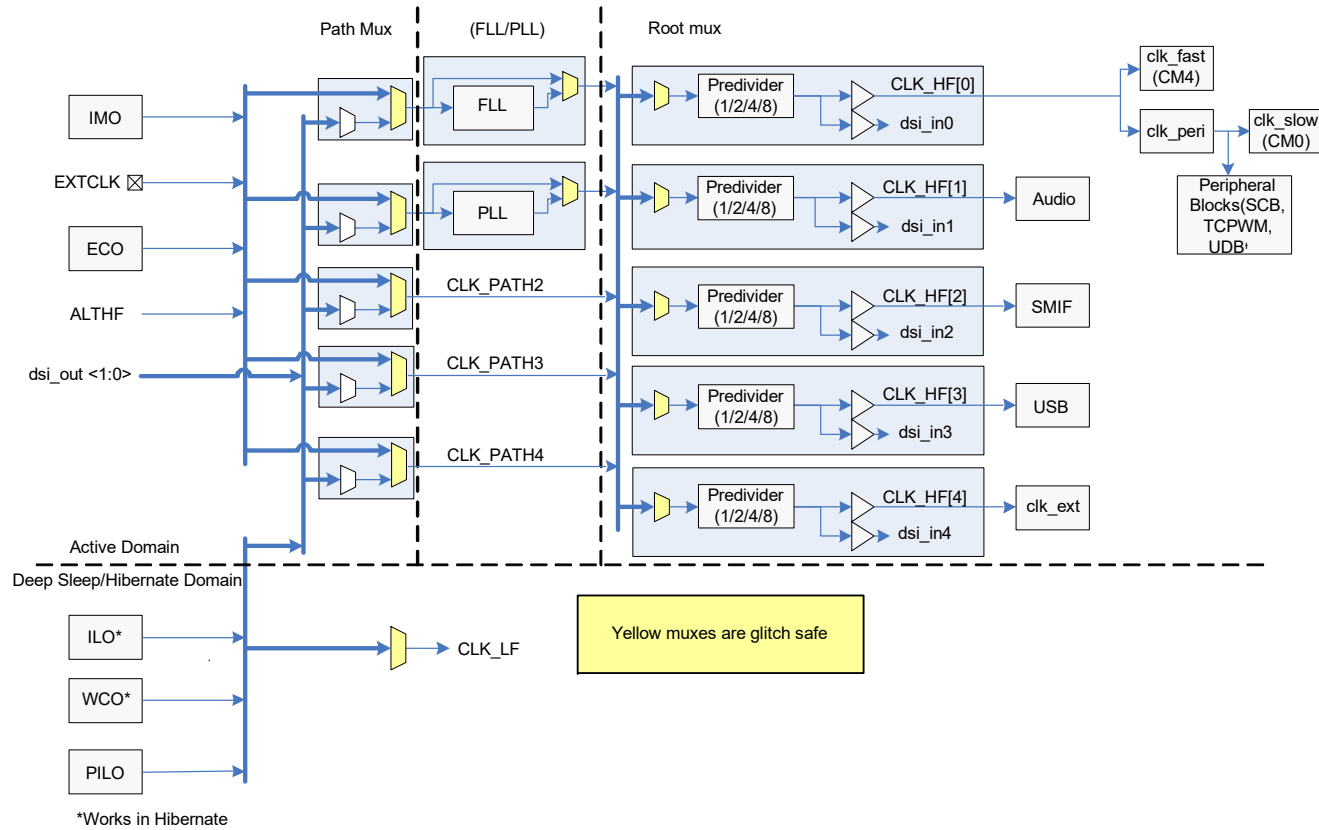 Path Mux
(FLL/PLL)
Root mux
IMO
EXTCLK
ECO
ALTHF
dsi_out <1:0>
FLL
PLL
CLK_PATH2
CLK_PATH3
CLK_PATH4
Predivider
(1/2/4/8)
CLK_HF[0]
dsi_in0
Predivider
(1/2/4/8)
CLK_HF[1]
dsi_in1
Predivider
(1/2/4/8)
CLK_HF[2]
dsi_in2
Predivider
(1/2/4/8)
CLK_HF[3]
dsi_in3
Predivider
(1/2/4/8)
CLK_HF[4]
dsi_in4
clk_fast
(CM4)
clk_peri
clk_slow
(CM0)
Peripheral
Blocks(SCB,
TCPWM,
UDB
Audio
SMIF
USB
clk_ext
Active Domain
Deep Sleep/Hibernate Domain
ILO*
WCO*
PILO
CLK_LF
Yellow muxes are glitch safe
*Works in Hibernate